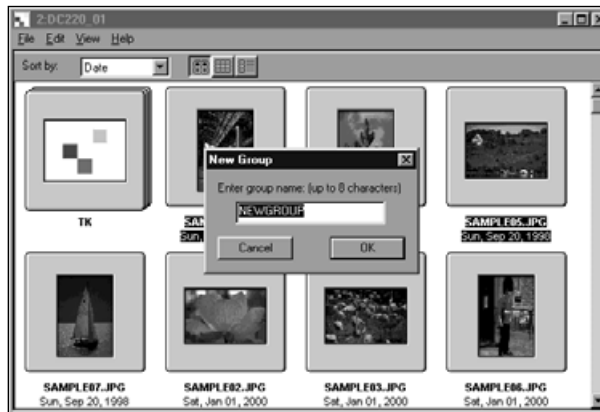 2:DC220_01
File Edit View Help
Sort by: Date
New Group
Enter group name: (up to 8 characters)
NEWGROUP
Cancel OK
TK
SAMPLE05.JPG
Sun, Sep 20, 1998
SAMPLE07.JPG SAMPLE02.JPG SAMPLE03.JPG SAMPLE06.JPG
Sun, Sep 20, 1998 Sat, Jan 01, 2000 Sat, Jan 01, 2000 Sat, Jan 01, 2000